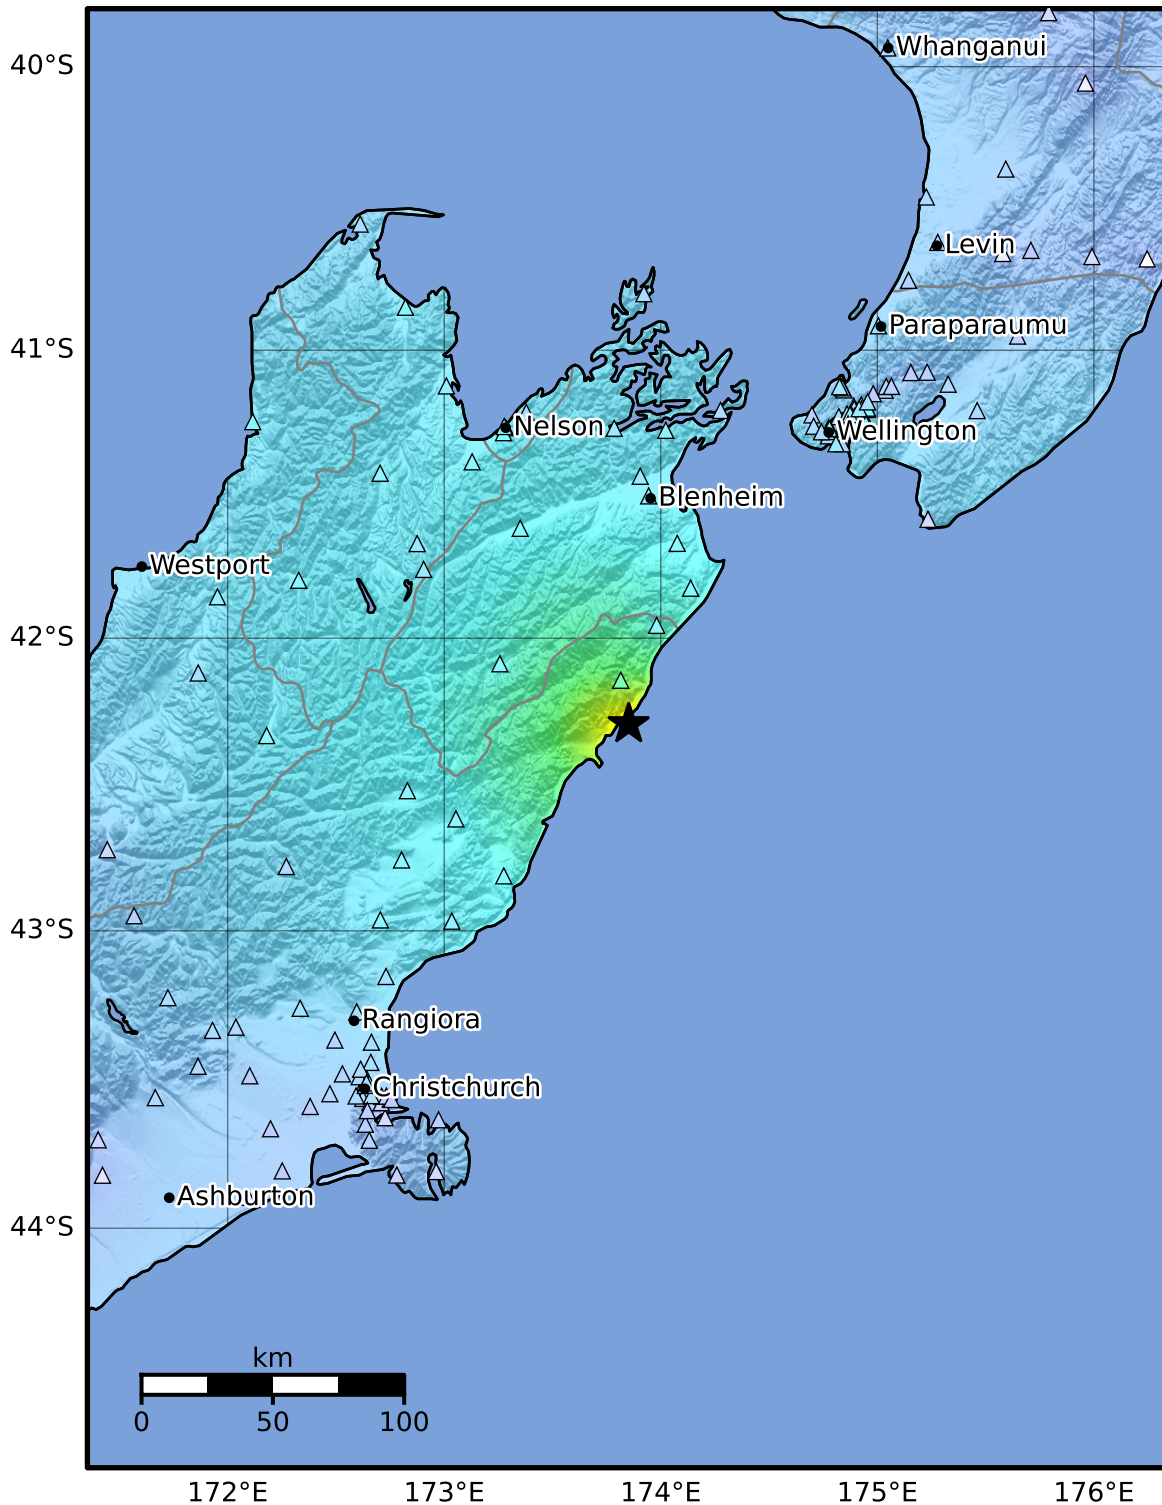 Whanganui
40°S
Levin
Paraparaumu
41°S
Nelson
Wellington
Blenheim
Westport
42°S
43°S
Rangiora
Christchurch
Ashburton
44°S
km
0 50 100
172°E 173°E 174°E 175°E 176°E